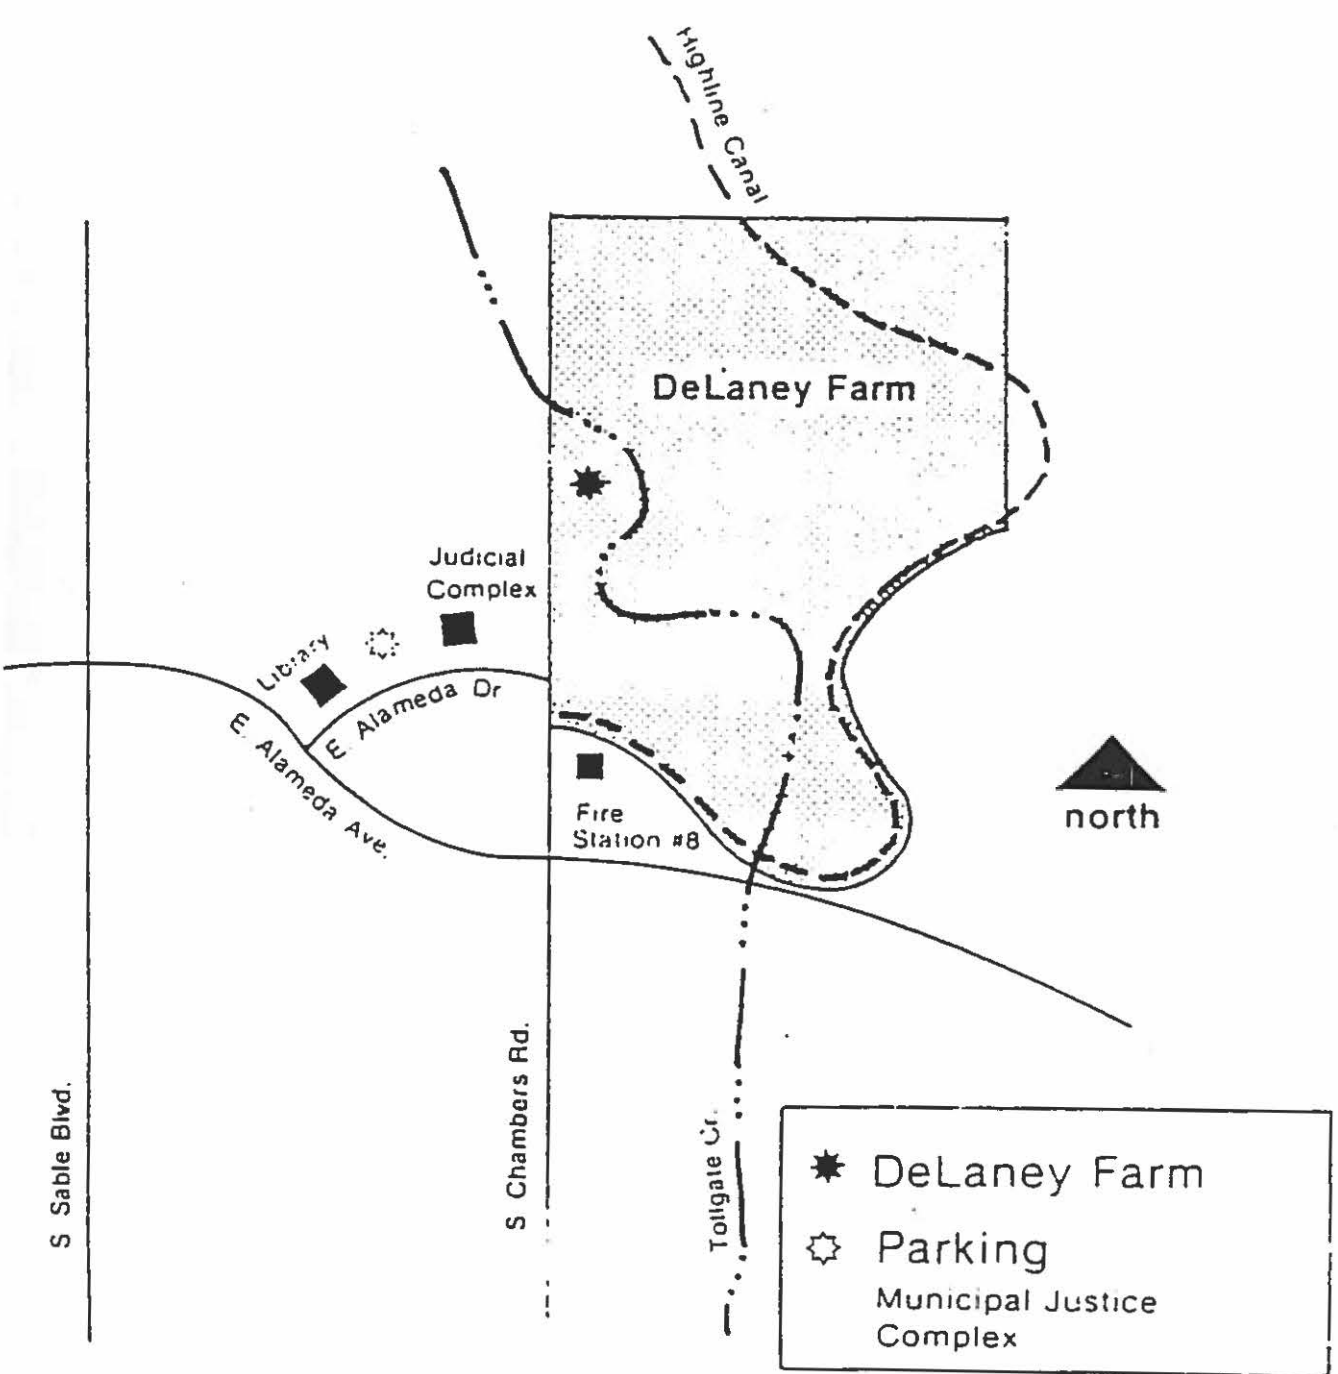 Highline Canal
DeLaney Farm
Judicial
Complex
Library
E. Alameda Dr
E. Alameda Ave.
Fire
Station #8
north
S Sable Blvd.
S Chambers Rd.
Tollgate Cr.
DeLaney Farm
Parking
Municipal Justice
Complex